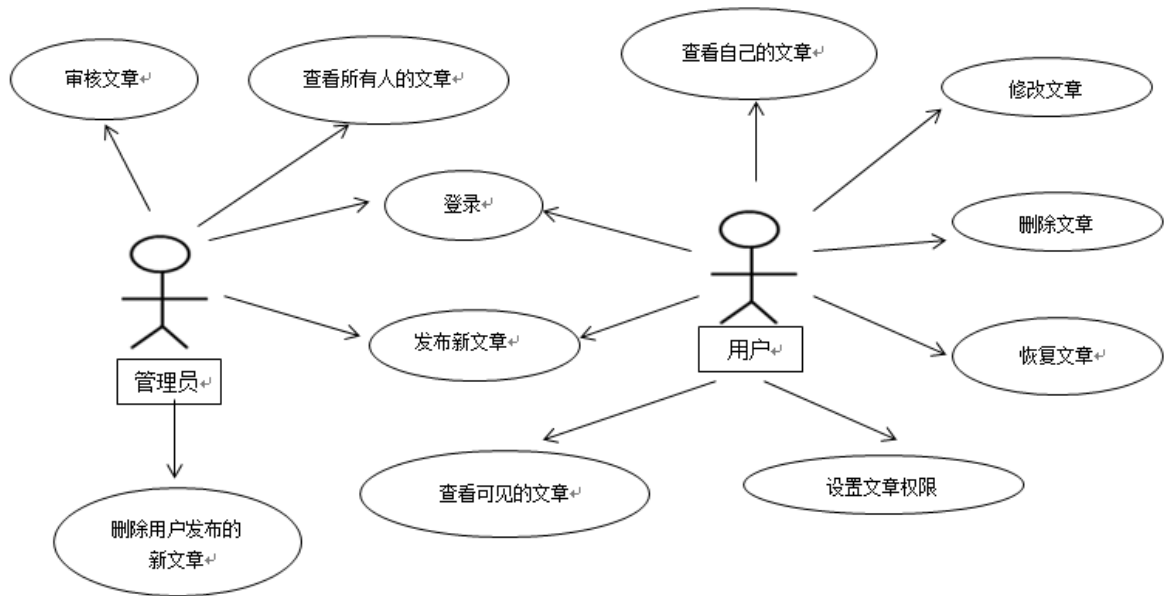 查看自己的文章
审核文章
查看所有人的文章
修改文章
登录
删除文章
发布新文章
用户
恢复文章
管理员
查看可见的文章
设置文章权限
删除用户发布的
新文章